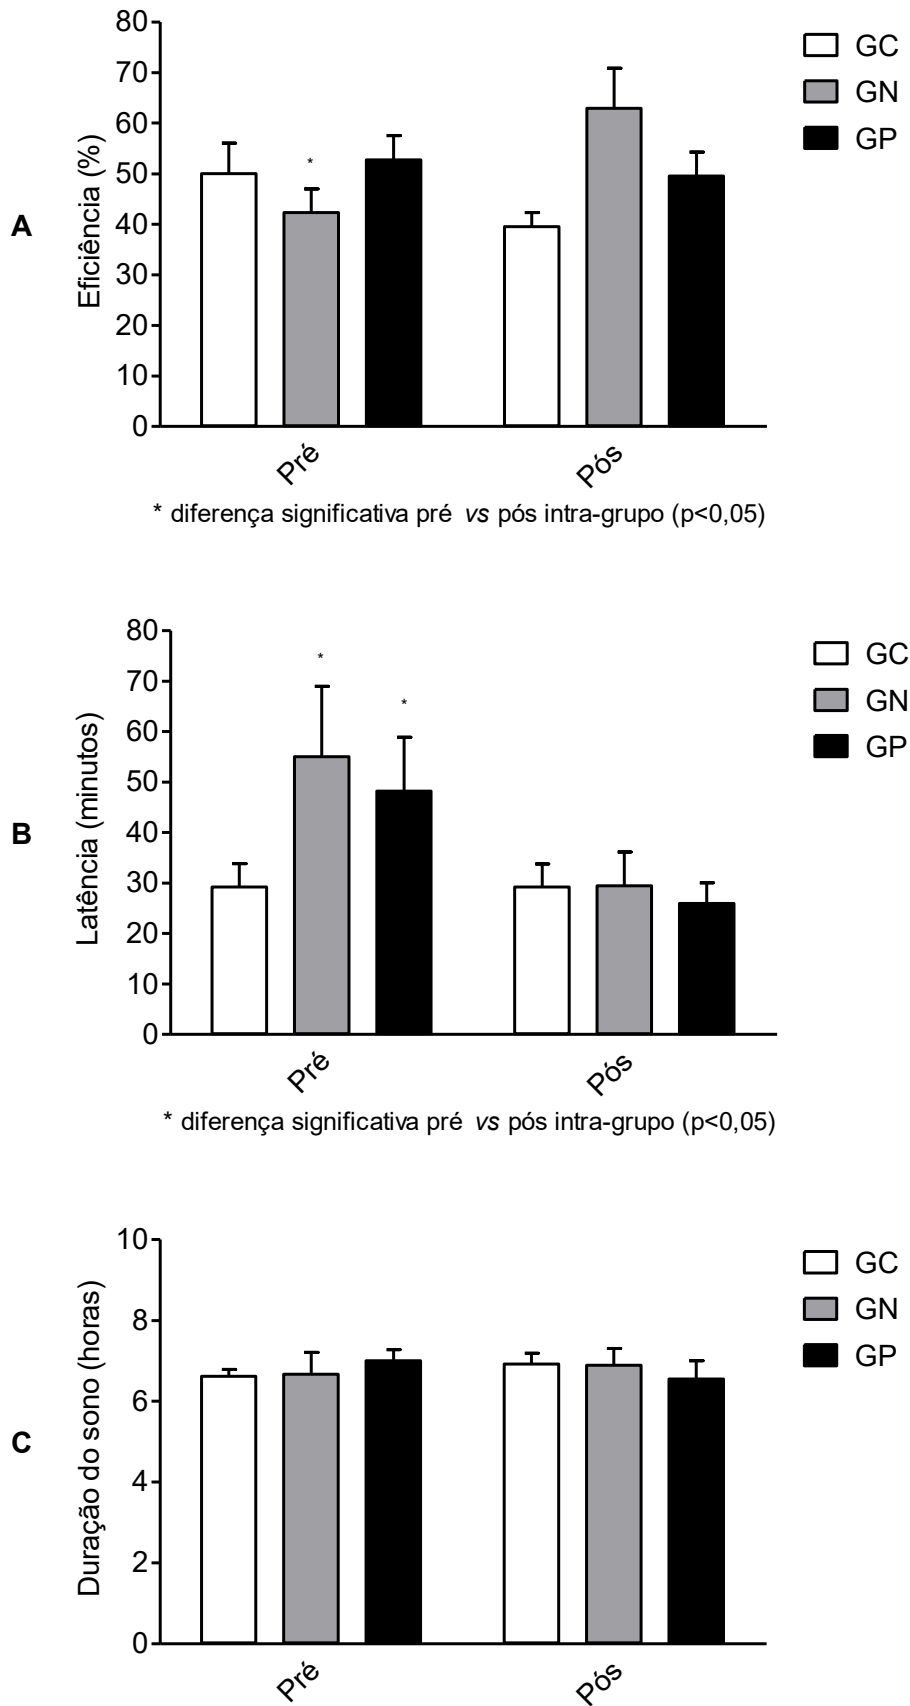 A
Eficiência (%)
80
70
60
50
40
30
20
10
0
*
Pré
Pós
GC
GN
GP
* diferença significativa pré vs pós intra-grupo (p<0,05)
B
Latência (minutos)
80
70
60
50
40
30
20
10
0
*
*
Pré
Pós
GC
GN
GP
* diferença significativa pré vs pós intra-grupo (p<0,05)
C
Duração do sono (horas)
10
8
6
4
2
0
Pré
Pós
GC
GN
GP